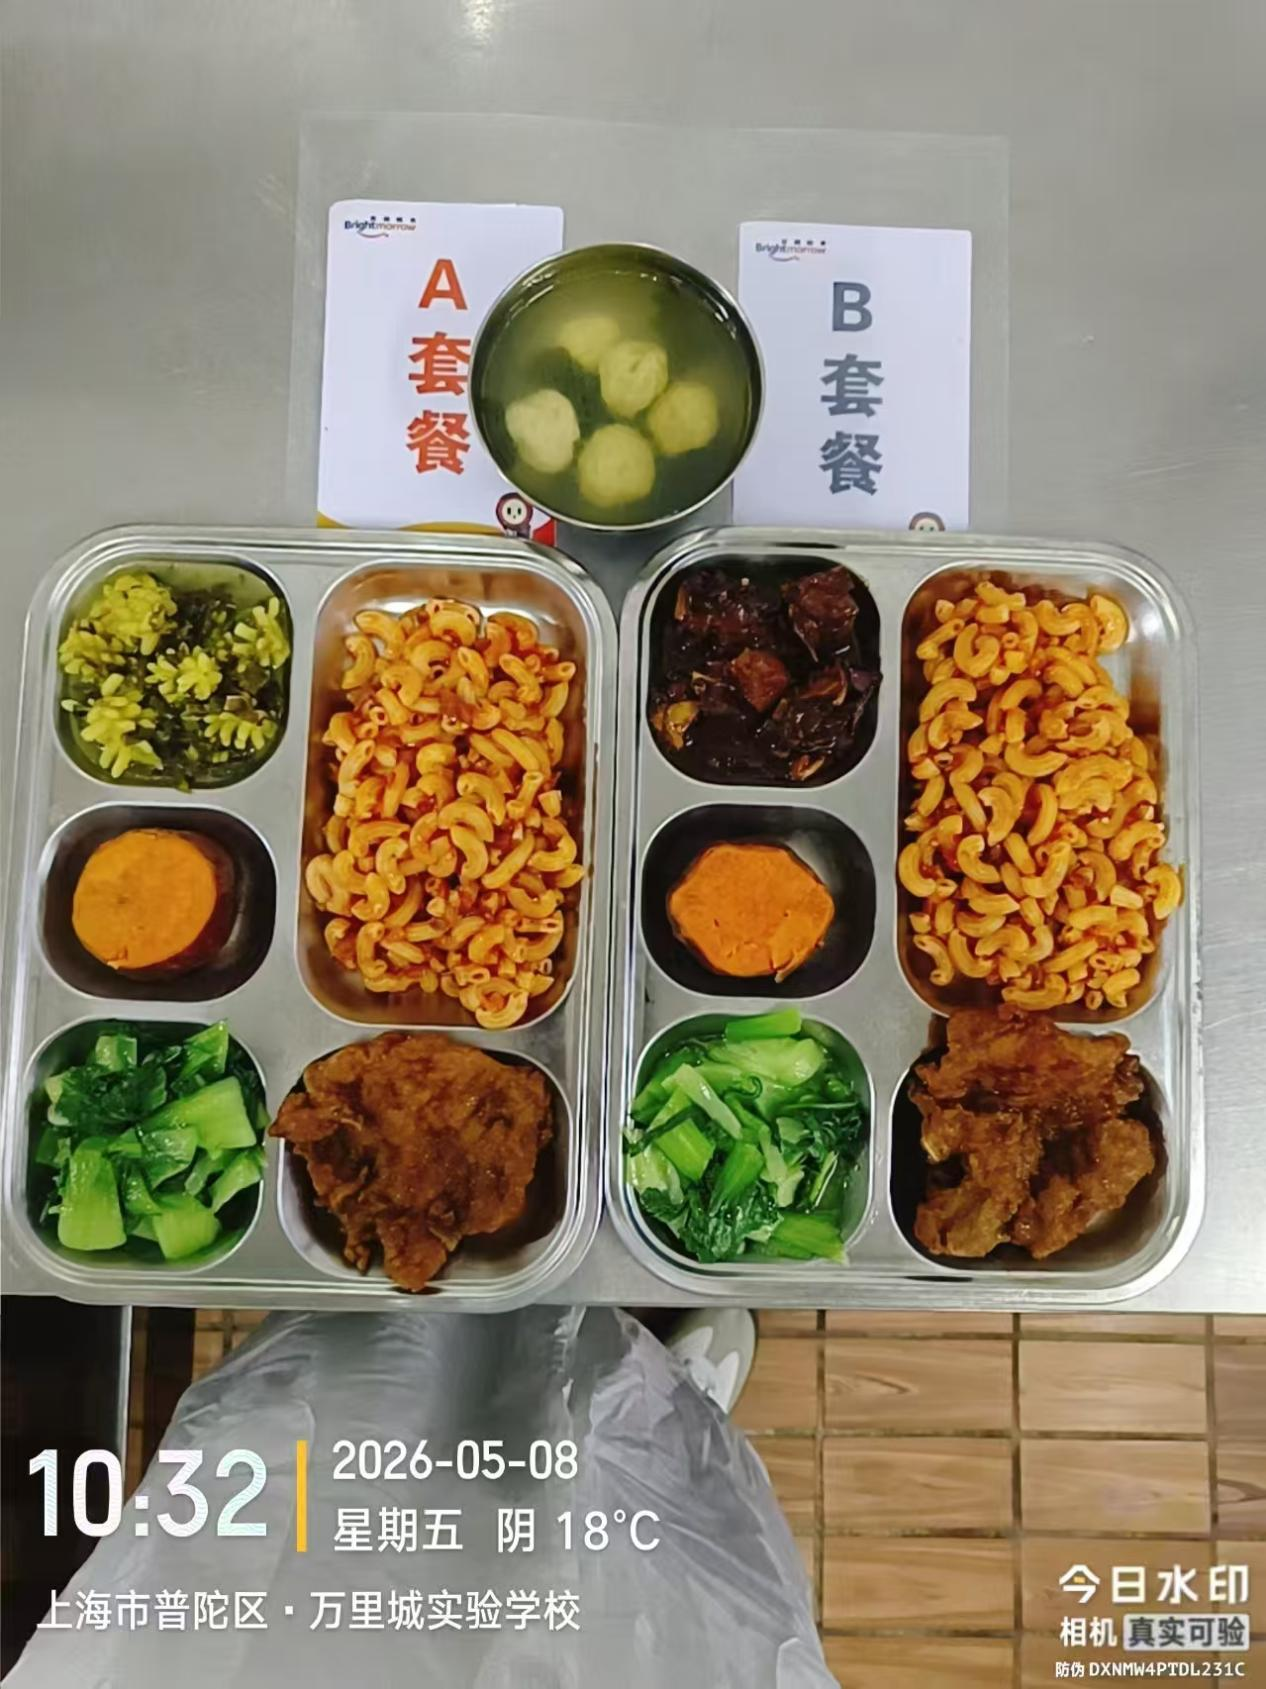 Brightmorrow
A
套
餐
Brightmorrow
B
套
餐
10:32
2026-05-08
星期五 阴 18°C
上海市普陀区·万里城实验学校
今日水印
相机 真实可验
防伪 DXNMW4PTDL231C